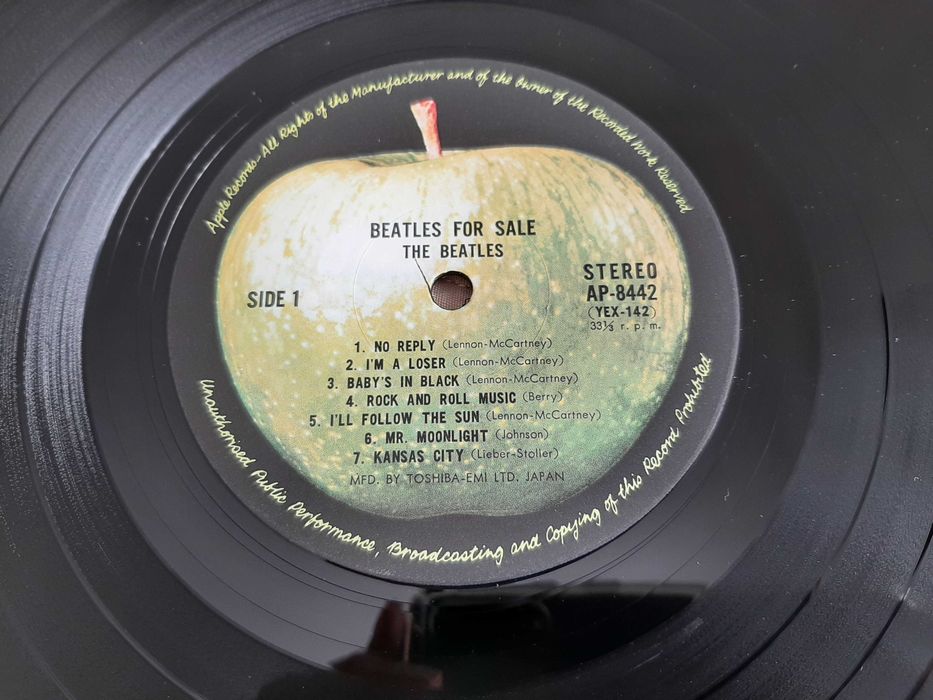 Apple Records-All Rights of the Manufacturer and of the Owner of the Recorded Work Reserved
BEATLES FOR SALE
THE BEATLES
SIDE 1
STEREO
AP-8442
(YEX-142)
33⅓ r. p. m.
1. NO REPLY (Lennon-McCartney)
2. I'M A LOSER (Lennon-McCartney)
3. BABY'S IN BLACK (Lennon-McCartney)
4. ROCK AND ROLL MUSIC (Berry)
5. I'LL FOLLOW THE SUN (Lennon-McCartney)
6. MR. MOONLIGHT (Johnson)
7. KANSAS CITY (Lieber-Stoller)
MFD. BY TOSHIBA-EMI LTD. JAPAN
Unauthorised Public Performance, Broadcasting and Copying of this Record Prohibited